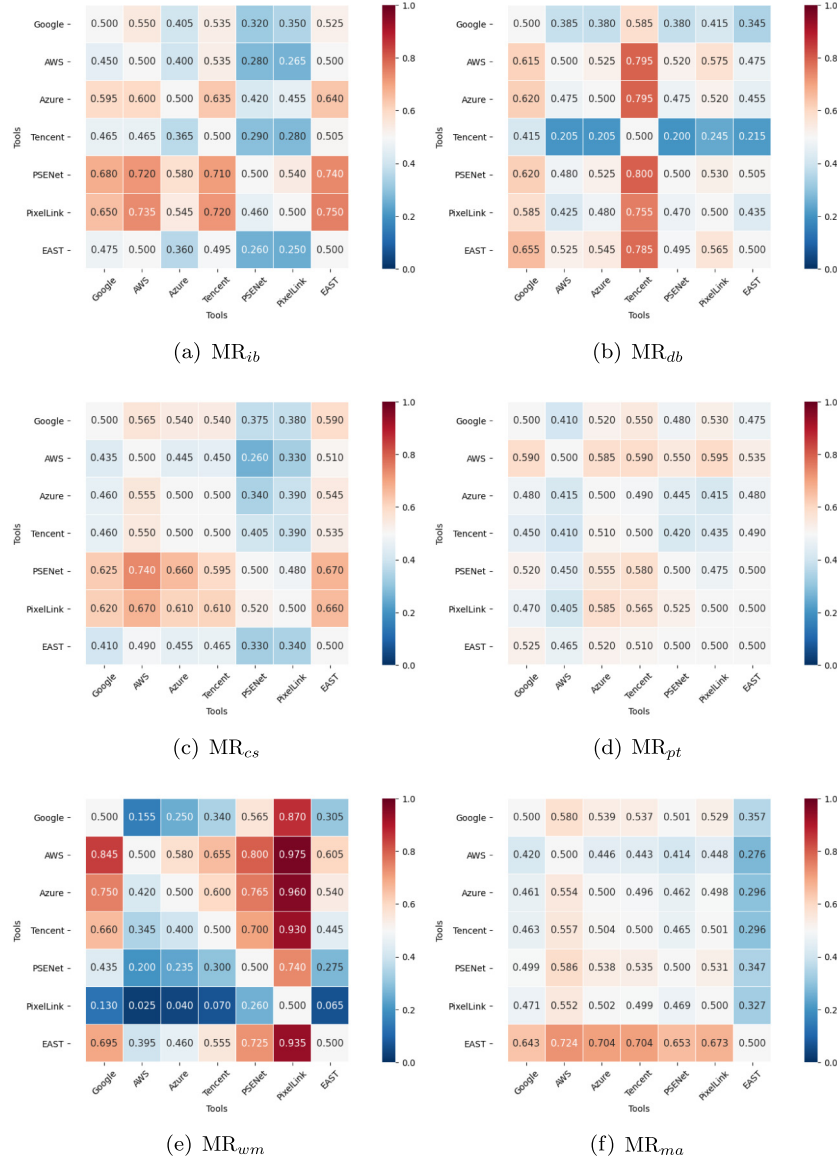 1.0
Google 0.500 0.550 0.405 0.535 0.320 0.350 0.525
AWS 0.450 0.500 0.400 0.535 0.280 0.265 0.500
0.8
Azure 0.595 0.600 0.500 0.635 0.420 0.455 0.640
0.6
Tools
Tencent 0.465 0.465 0.365 0.500 0.290 0.280 0.505
0.4
PSENet 0.680 0.720 0.580 0.710 0.500 0.540 0.740
PixelLink 0.650 0.735 0.545 0.720 0.460 0.500 0.750
0.2
EAST 0.475 0.500 0.360 0.495 0.260 0.250 0.500
0.0
Google AWS Azure Tencent PSENet PixelLink EAST
Tools
(a) MRib
1.0
Google 0.500 0.385 0.380 0.585 0.380 0.415 0.345
AWS 0.615 0.500 0.525 0.795 0.520 0.575 0.475
0.8
Azure 0.620 0.475 0.500 0.795 0.475 0.520 0.455
0.6
Tools
Tencent 0.415 0.205 0.205 0.500 0.200 0.245 0.215
0.4
PSENet 0.620 0.480 0.525 0.800 0.500 0.530 0.505
PixelLink 0.585 0.425 0.480 0.755 0.470 0.500 0.435
0.2
EAST 0.655 0.525 0.545 0.785 0.495 0.565 0.500
0.0
Google AWS Azure Tencent PSENet PixelLink EAST
Tools
(b) MRdb
1.0
Google 0.500 0.565 0.540 0.540 0.375 0.380 0.590
AWS 0.435 0.500 0.445 0.450 0.260 0.330 0.510
0.8
Azure 0.460 0.555 0.500 0.500 0.340 0.390 0.545
0.6
Tools
Tencent 0.460 0.550 0.500 0.500 0.405 0.390 0.535
0.4
PSENet 0.625 0.740 0.660 0.595 0.500 0.480 0.670
PixelLink 0.620 0.670 0.610 0.610 0.520 0.500 0.660
0.2
EAST 0.410 0.490 0.455 0.465 0.330 0.340 0.500
0.0
Google AWS Azure Tencent PSENet PixelLink EAST
Tools
(c) MRcs
1.0
Google 0.500 0.410 0.520 0.550 0.480 0.530 0.475
AWS 0.590 0.500 0.585 0.590 0.550 0.595 0.535
0.8
Azure 0.480 0.415 0.500 0.490 0.445 0.415 0.480
0.6
Tools
Tencent 0.450 0.410 0.510 0.500 0.420 0.435 0.490
0.4
PSENet 0.520 0.450 0.555 0.580 0.500 0.475 0.500
PixelLink 0.470 0.405 0.585 0.565 0.525 0.500 0.500
0.2
EAST 0.525 0.465 0.520 0.510 0.500 0.500 0.500
0.0
Google AWS Azure Tencent PSENet PixelLink EAST
Tools
(d) MRpt
1.0
Google 0.500 0.155 0.250 0.340 0.565 0.870 0.305
AWS 0.845 0.500 0.580 0.655 0.800 0.975 0.605
0.8
Azure 0.750 0.420 0.500 0.600 0.765 0.960 0.540
0.6
Tools
Tencent 0.660 0.345 0.400 0.500 0.700 0.930 0.445
0.4
PSENet 0.435 0.200 0.235 0.300 0.500 0.740 0.275
PixelLink 0.130 0.025 0.040 0.070 0.260 0.500 0.065
0.2
EAST 0.695 0.395 0.460 0.555 0.725 0.935 0.500
0.0
Google AWS Azure Tencent PSENet PixelLink EAST
Tools
(e) MRwm
1.0
Google 0.500 0.580 0.539 0.537 0.501 0.529 0.357
AWS 0.420 0.500 0.446 0.443 0.414 0.448 0.276
0.8
Azure 0.461 0.554 0.500 0.496 0.462 0.498 0.296
0.6
Tools
Tencent 0.463 0.557 0.504 0.500 0.465 0.501 0.296
0.4
PSENet 0.499 0.586 0.538 0.535 0.500 0.531 0.347
PixelLink 0.471 0.552 0.502 0.499 0.469 0.500 0.327
0.2
EAST 0.643 0.724 0.704 0.704 0.653 0.673 0.500
0.0
Google AWS Azure Tencent PSENet PixelLink EAST
Tools
(f) MRma